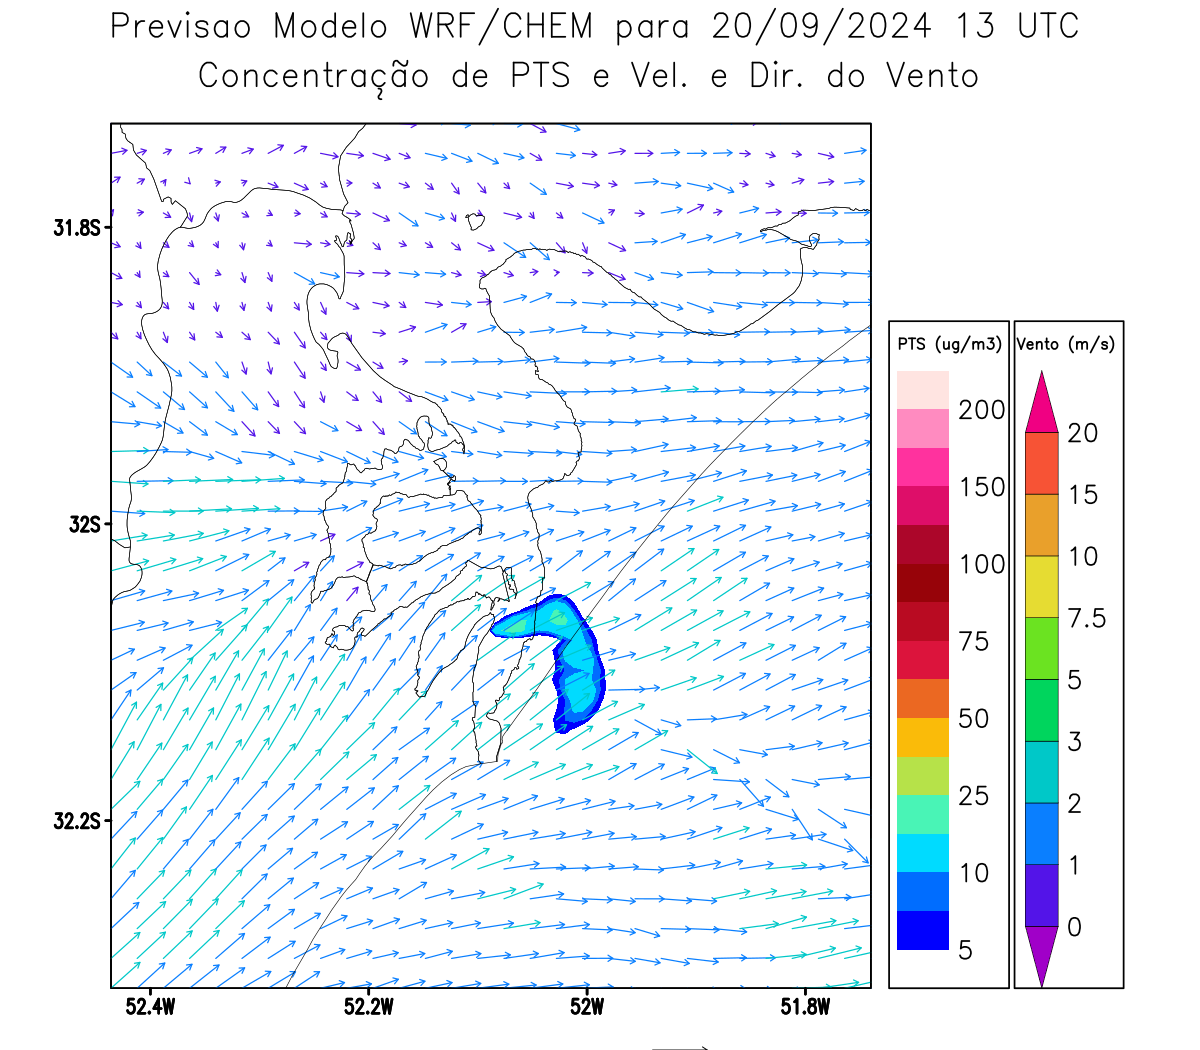 Previsao Modelo WRF/CHEM para 20/09/2024 13 UTC
Concentração de PTS e Vel. e Dir. do Vento
31.8S
32S
32.2S
52.4W 52.2W 52W 51.8W
PTS (ug/m3)
200
150
100
75
50
25
10
5
Vento (m/s)
20
15
10
7.5
5
3
2
1
0